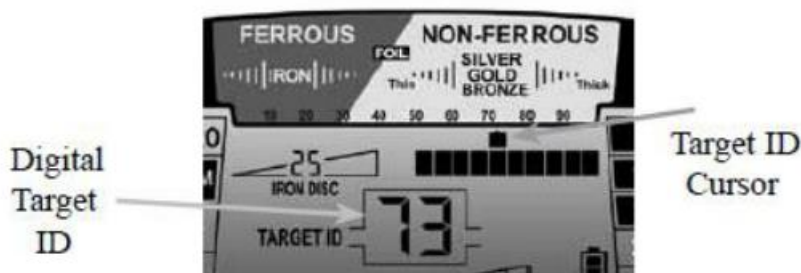 FERROUS NON-FERROUS
FOIL
IRON
Thin SILVER GOLD BRONZE Thick
10 20 30 40 50 60 70 80 90
25
IRON DISC
Digital Target ID
TARGET ID 73
Target ID Cursor